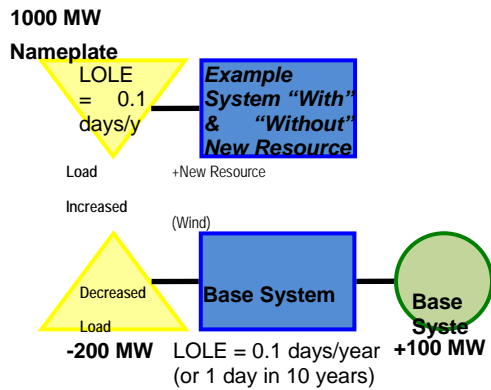 1000 MW
Nameplate
LOLE
= 0.1
days/y
Example
System “With”
& “Without”
New Resource
Load
Increased
+New Resource
(Wind)
Decreased
Load
Base System
Base
Syste
-200 MW
LOLE = 0.1 days/year
(or 1 day in 10 years)
+100 MW